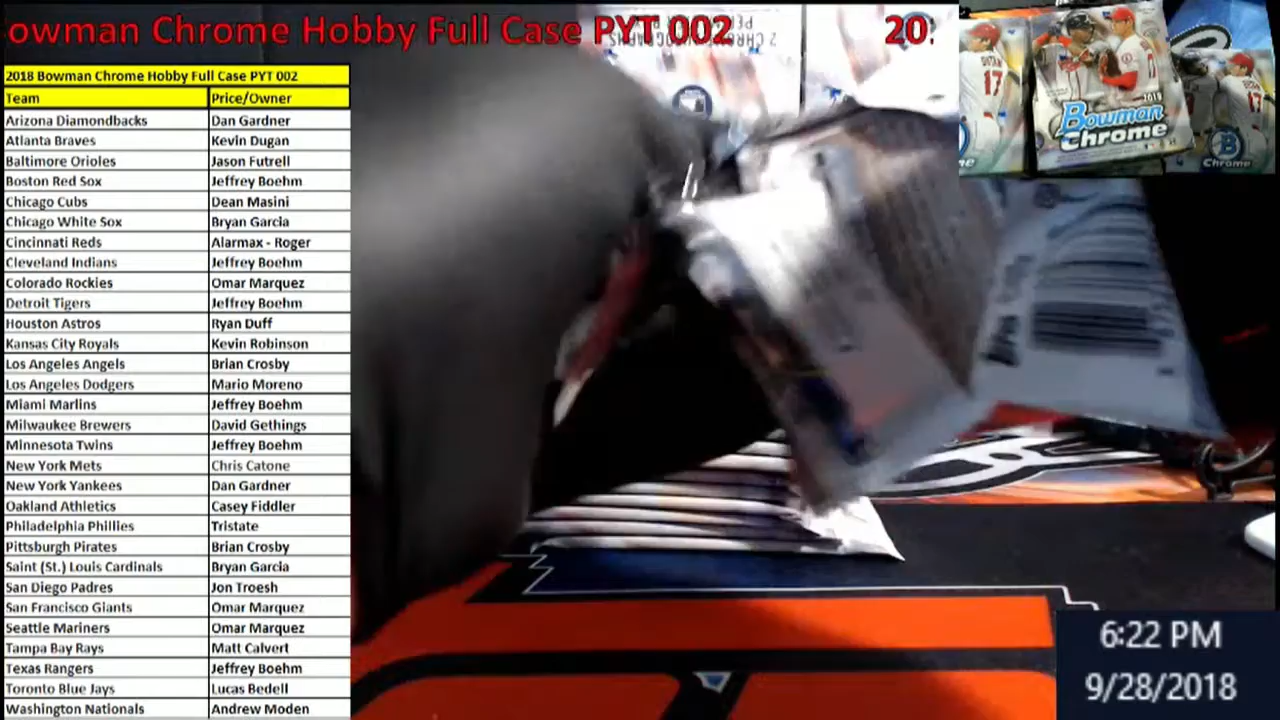 owman Chrome Hobby Full Case PYT 002 20
2018 Bowman Chrome Hobby Full Case PYT 002
Team Price/Owner
Arizona Diamondbacks Dan Gardner
Atlanta Braves Kevin Dugan
Baltimore Orioles Jason Futrell
Boston Red Sox Jeffrey Boehm
Chicago Cubs Dean Masini
Chicago White Sox Bryan Garcia
Cincinnati Reds Alarmax - Roger
Cleveland Indians Jeffrey Boehm
Colorado Rockies Omar Marquez
Detroit Tigers Jeffrey Boehm
Houston Astros Ryan Duff
Kansas City Royals Kevin Robinson
Los Angeles Angels Brian Crosby
Los Angeles Dodgers Mario Moreno
Miami Marlins Jeffrey Boehm
Milwaukee Brewers David Gethings
Minnesota Twins Jeffrey Boehm
New York Mets Chris Catone
New York Yankees Dan Gardner
Oakland Athletics Casey Fiddler
Philadelphia Phillies Tristate
Pittsburgh Pirates Brian Crosby
Saint (St.) Louis Cardinals Bryan Garcia
San Diego Padres Jon Troesh
San Francisco Giants Omar Marquez
Seattle Mariners Omar Marquez
Tampa Bay Rays Matt Calvert
Texas Rangers Jeffrey Boehm
Toronto Blue Jays Lucas Bedell
Washington Nationals Andrew Moden
17
2018
Bowman
Chrome
17
B
Chrome
6:22 PM
9/28/2018